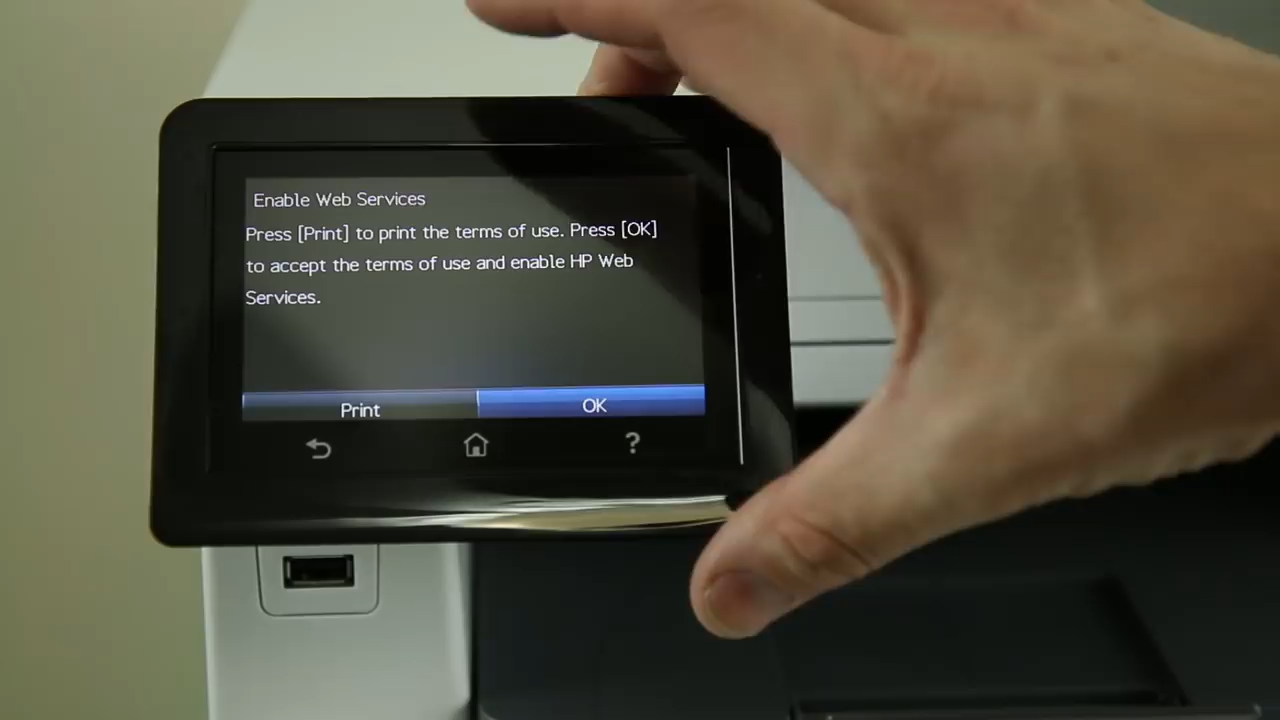 Enable Web Services
Press [Print] to print the terms of use. Press [OK]
to accept the terms of use and enable HP Web
Services.
Print
OK
?